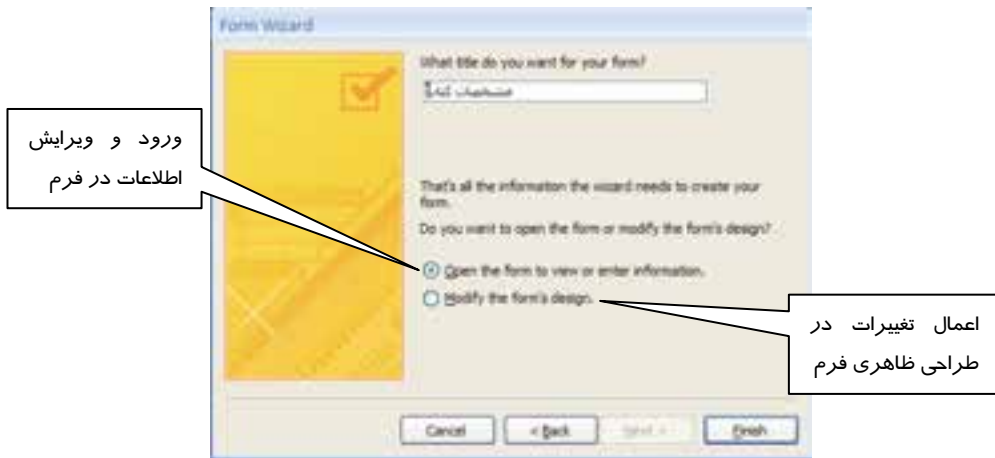 Form Wizard
What title do you want for your form?
مشخصات
ورود و ویرایش
اطلاعات در فرم
That's all the information the wizard needs to create your
form.
Do you want to open the form or modify the form's design?
Open the form to view or enter information.
Modify the form's design.
اعمال تغییرات در
طراحی ظاهری فرم
Cancel
< Back
Next >
Finish